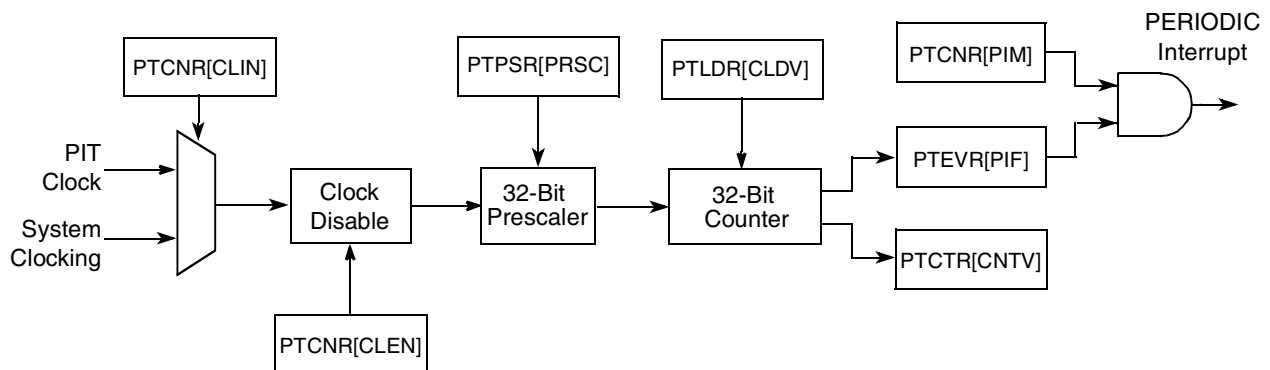 PERIODIC
Interrupt
PTCNR[CLIN]
PTPSR[PRSC]
PTLDR[CLDV]
PTCNR[PIM]
PIT
Clock
System
Clocking
Clock
Disable
32-Bit
Prescaler
32-Bit
Counter
PTEVR[PIF]
PTCTR[CNTV]
PTCNR[CLEN]